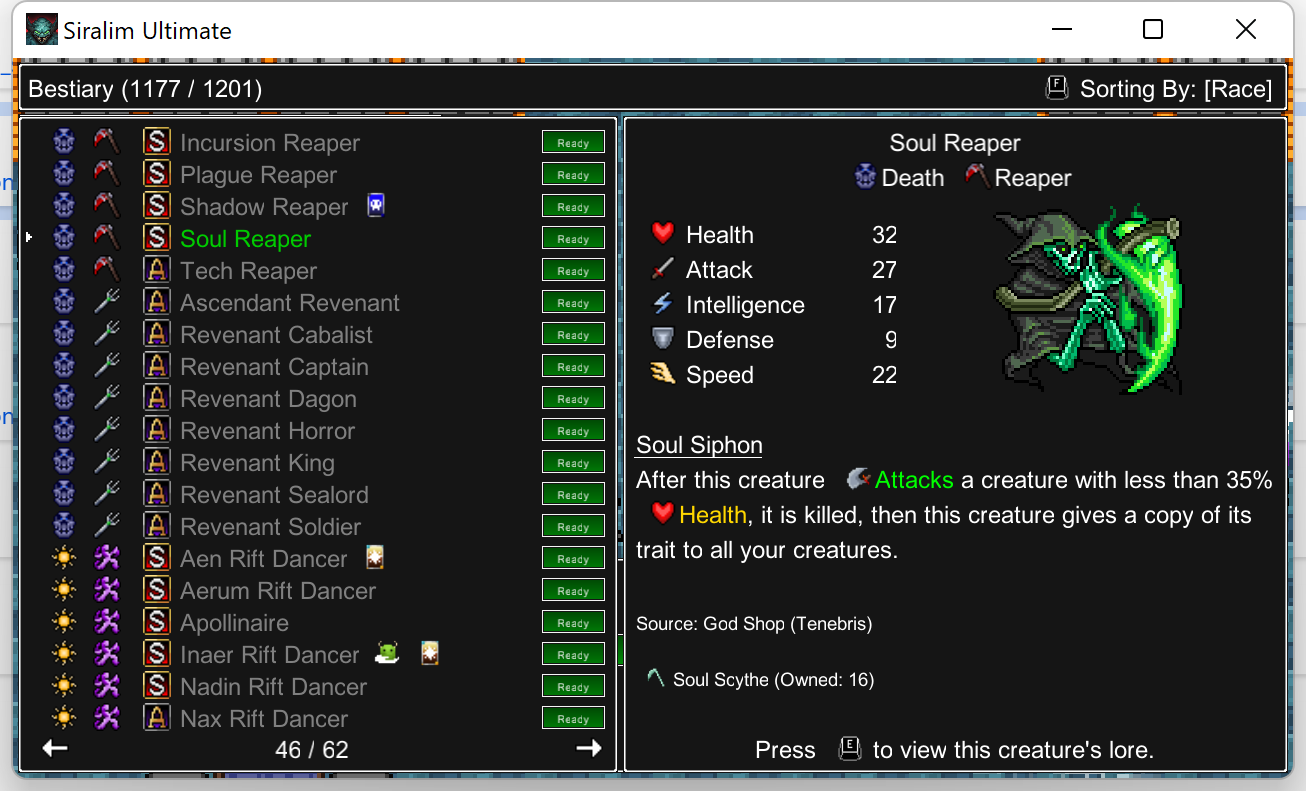 Siralim Ultimate
Bestiary (1177 / 1201)
F Sorting By: [Race]
S Incursion Reaper Ready
S Plague Reaper Ready
S Shadow Reaper Ready
S Soul Reaper Ready
A Tech Reaper Ready
A Ascendant Revenant Ready
A Revenant Cabalist Ready
A Revenant Captain Ready
A Revenant Dagon Ready
A Revenant Horror Ready
A Revenant King Ready
A Revenant Sealord Ready
A Revenant Soldier Ready
S Aen Rift Dancer Ready
S Aerum Rift Dancer Ready
S Apollinaire Ready
S Inaer Rift Dancer Ready
S Nadin Rift Dancer Ready
A Nax Rift Dancer Ready
46 / 62
Soul Reaper
Death Reaper
Health 32
Attack 27
Intelligence 17
Defense 9
Speed 22
Soul Siphon
After this creature Attacks a creature with less than 35%
Health, it is killed, then this creature gives a copy of its
trait to all your creatures.
Source: God Shop (Tenebris)
Soul Scythe (Owned: 16)
Press E to view this creature's lore.